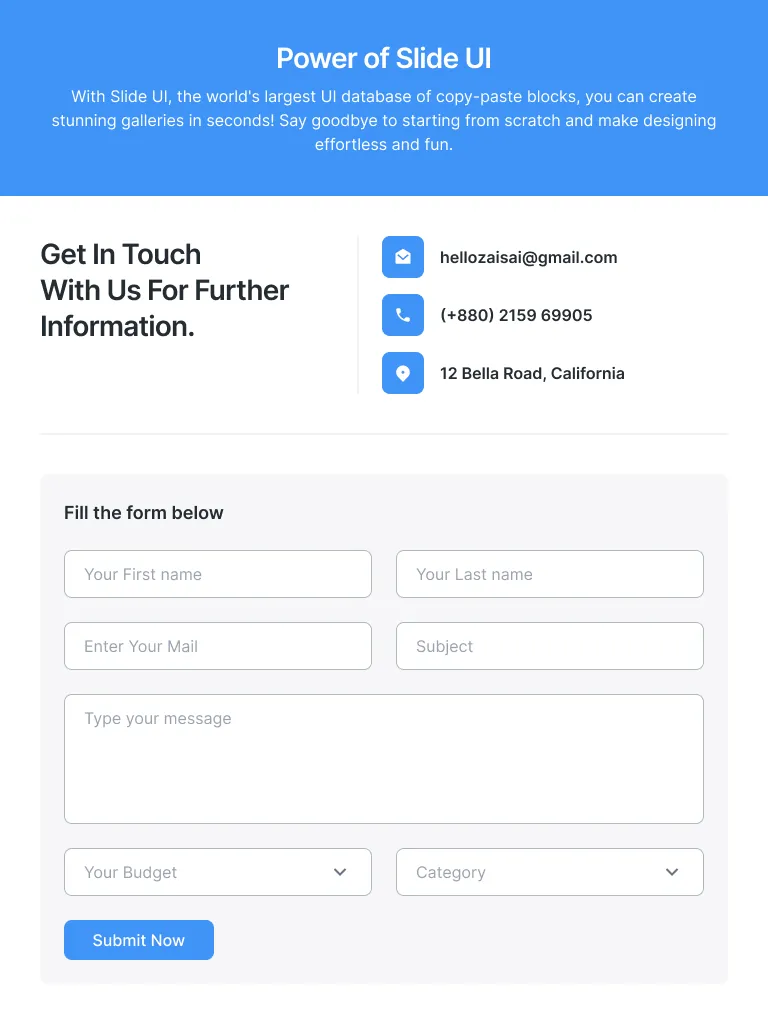 Power of Slide UI
With Slide UI, the world's largest UI database of copy-paste blocks, you can create
stunning galleries in seconds! Say goodbye to starting from scratch and make designing
effortless and fun.
Get In Touch
With Us For Further
Information.
hellozaisai@gmail.com
(+880) 2159 69905
12 Bella Road, California
Fill the form below
Your First name
Your Last name
Enter Your Mail
Subject
Type your message
Your Budget
Category
Submit Now